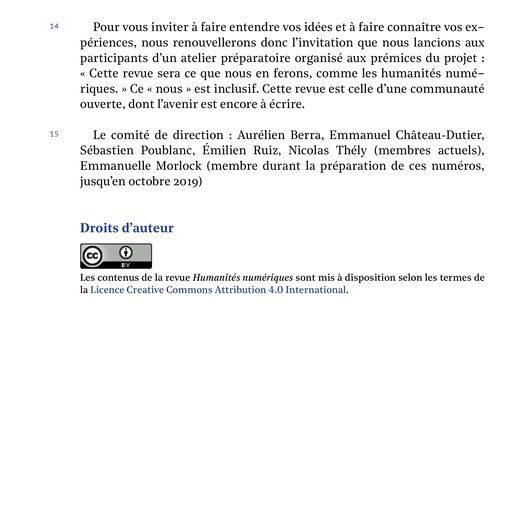 14 Pour vous inviter à faire entendre vos idées et à faire connaître vos ex–
périences, nous renouvellerons donc l’invitation que nous lancions aux
participants d’un atelier préparatoire organisé aux prémices du projet :
« Cette revue sera ce que nous en ferons, comme les humanités numé–
riques. » Ce « nous » est inclusif. Cette revue est celle d’une communauté
ouverte, dont l’avenir est encore à écrire.
15 Le comité de direction : Aurélien Berra, Emmanuel Château-Dutier,
Sébastien Poublanc, Émilien Ruiz, Nicolas Thély (membres actuels),
Emmanuelle Morlock (membre durant la préparation de ces numéros,
jusqu’en octobre 2019)
Droits d’auteur
cc
BY
Les contenus de la revue Humanités numériques sont mis à disposition selon les termes de
la Licence Creative Commons Attribution 4.0 International.